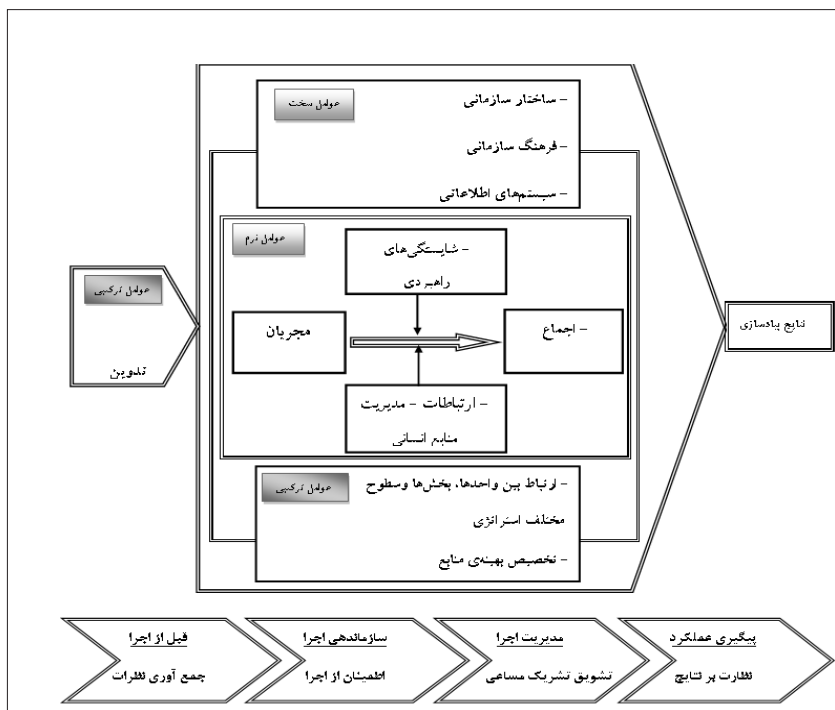 عوامل سخت
- ساختار سازمانی
- فرهنگ سازمانی
- سیستم‌های اطلاعاتی
عوامل نرم
- شایستگی‌های
راهبردی
عوامل ترکیبی
تدوین
مجریان
- اجماع
نتایج پیاده‌سازی
- ارتباطات - مدیریت
منابع انسانی
عوامل ترکیبی
- ارتباط بین واحدها، بخش‌ها وسطوح
مختلف استراتژی
- تخصیص بهینه‌ی منابع
قبل از اجرا
جمع آوری نظرات
سازماندهی اجرا
اطمینان از اجرا
مدیریت اجرا
تشویق تشریک مساعی
پیگیری عملکرد
نظارت بر نتایج